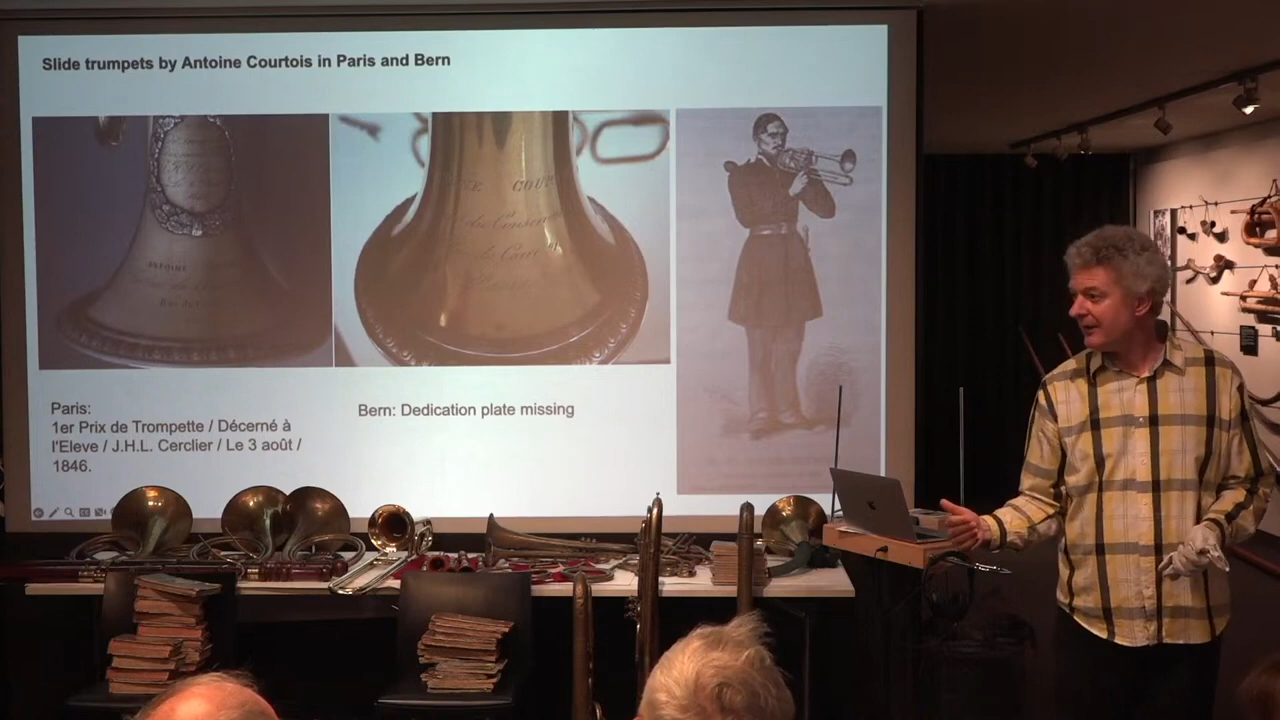 Slide trumpets by Antoine Courtois in Paris and Bern
ANTOINE
Paris:
1er Prix de Trompette / Décerné à
l'Eleve / J.H.L. Cerclier / Le 3 août /
1846.
Bern: Dedication plate missing